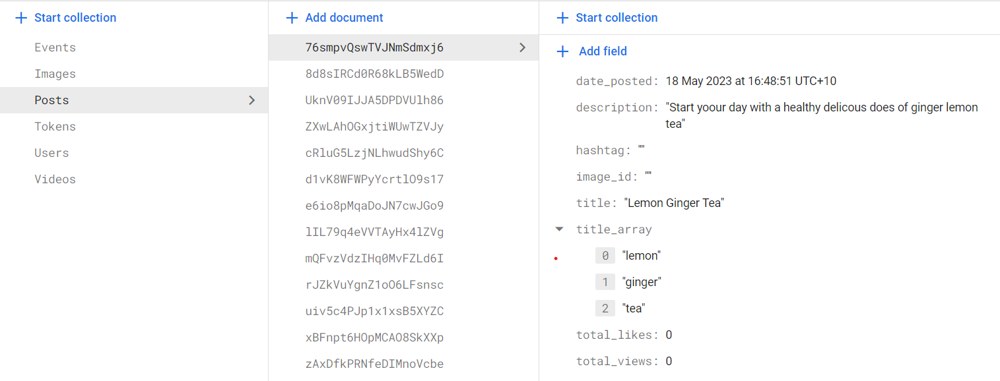 Start collection
Events
Images
Posts
Tokens
Users
Videos
Add document
76smpvQswTVJNmSdmxj6
8d8sIRCd0R68kLB5WedD
UknV09IJJA5DPDVUlh86
ZXwLAhOGxjtiWUwTZVJy
cRluG5LzjNLhwudShy6C
d1vK8WFWPyYcrtlO9s17
e6io8pMqaDoJN7cwJGo9
lIL79q4eVVTAyHx4lZVg
mQFvzVdzIHq0MvFZLd6I
rJZkVuYgnZ1oO6LFsnsc
uiv5c4PJp1x1xsB5XYZC
xBFnpt6HOpMCAO8SkXXp
zAxDfkPRNfeDIMnoVcbe
Start collection
Add field
date_posted: 18 May 2023 at 16:48:51 UTC+10
description: "Start yoour day with a healthy delicous does of ginger lemon
tea"
hashtag: ""
image_id: ""
title: "Lemon Ginger Tea"
title_array
0 "lemon"
1 "ginger"
2 "tea"
total_likes: 0
total_views: 0